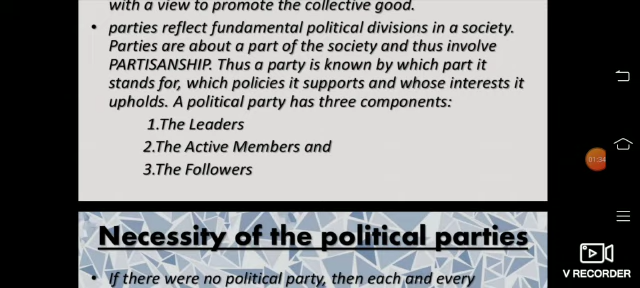 with a view to promote the collective good.
• parties reflect fundamental political divisions in a society.
Parties are about a part of the society and thus involve
PARTISANSHIP. Thus a party is known by which part it
stands for, which policies it supports and whose interests it
upholds. A political party has three components:
1.The Leaders
2.The Active Members and
3.The Followers
01:34
Necessity of the political parties
V RECORDER
• If there were no political party, then each and every